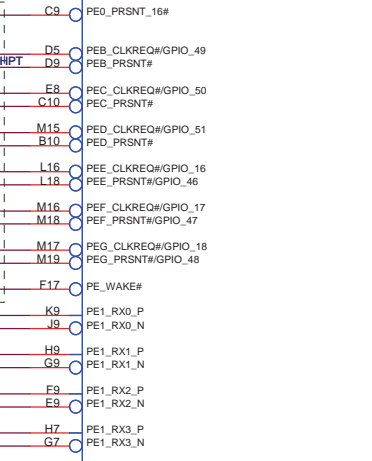 C9 PE0_PRSNT_16#
D5 PEB_CLKREQ#/GPIO_49
HPT D9 PEB_PRSNT#
E8 PEC_CLKREQ#/GPIO_50
C10 PEC_PRSNT#
M15 PED_CLKREQ#/GPIO_51
B10 PED_PRSNT#
L16 PEE_CLKREQ#/GPIO_16
L18 PEE_PRSNT#/GPIO_46
M16 PEF_CLKREQ#/GPIO_17
M18 PEF_PRSNT#/GPIO_47
M17 PEG_CLKREQ#/GPIO_18
M19 PEG_PRSNT#/GPIO_48
F17 PE_WAKE#
K9 PE1_RX0_P
J9 PE1_RX0_N
H9 PE1_RX1_P
G9 PE1_RX1_N
F9 PE1_RX2_P
E9 PE1_RX2_N
H7 PE1_RX3_P
G7 PE1_RX3_N